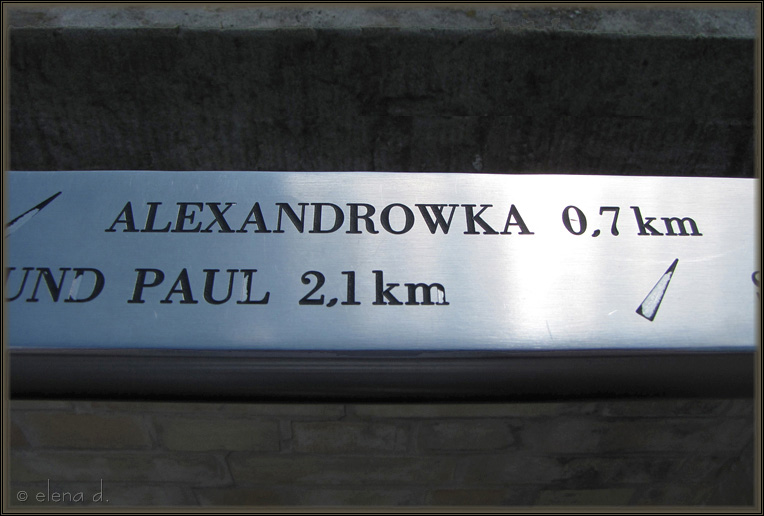 ALEXANDROWKA 0,7 km
UND PAUL 2,1 km
© elena d.